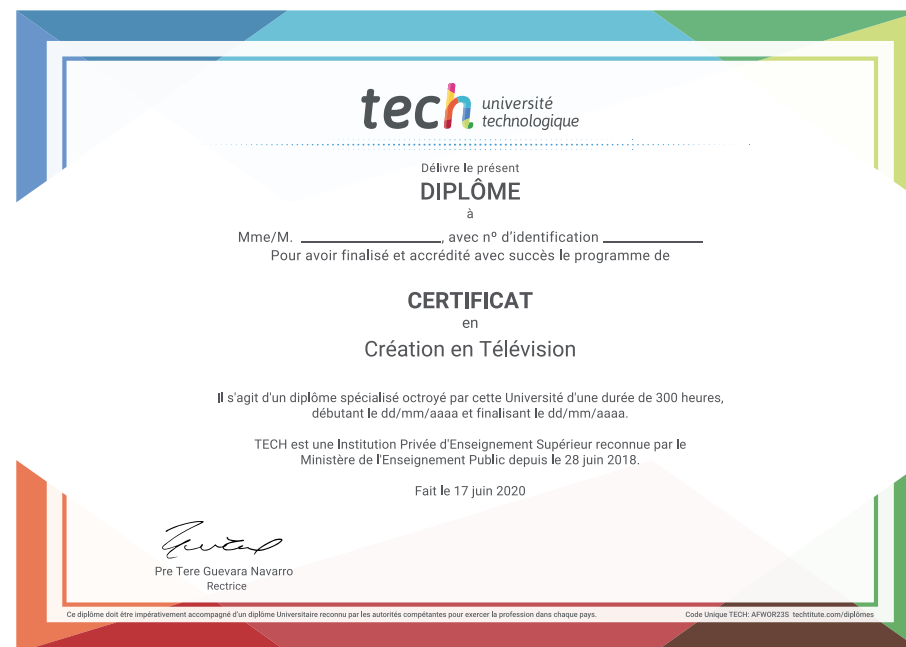 tech université
technologique
Délivre le présent
DIPLÔME
à
Mme/M. ____________________, avec nº d'identification ______________
Pour avoir finalisé et accrédité avec succès le programme de
CERTIFICAT
en
Création en Télévision
Il s'agit d'un diplôme spécialisé octroyé par cette Université d'une durée de 300 heures,
débutant le dd/mm/aaaa et finalisant le dd/mm/aaaa.
TECH est une Institution Privée d'Enseignement Supérieur reconnue par le
Ministère de l'Enseignement Public depuis le 28 juin 2018.
Fait le 17 juin 2020
Pre Tere Guevara Navarro
Rectrice
Ce diplôme doit être impérativement accompagné d'un diplôme Universitaire reconnu par les autorités compétantes pour exercer la profession dans chaque pays. Code Unique TECH: AFWOR23S techtitute.com/diplômes